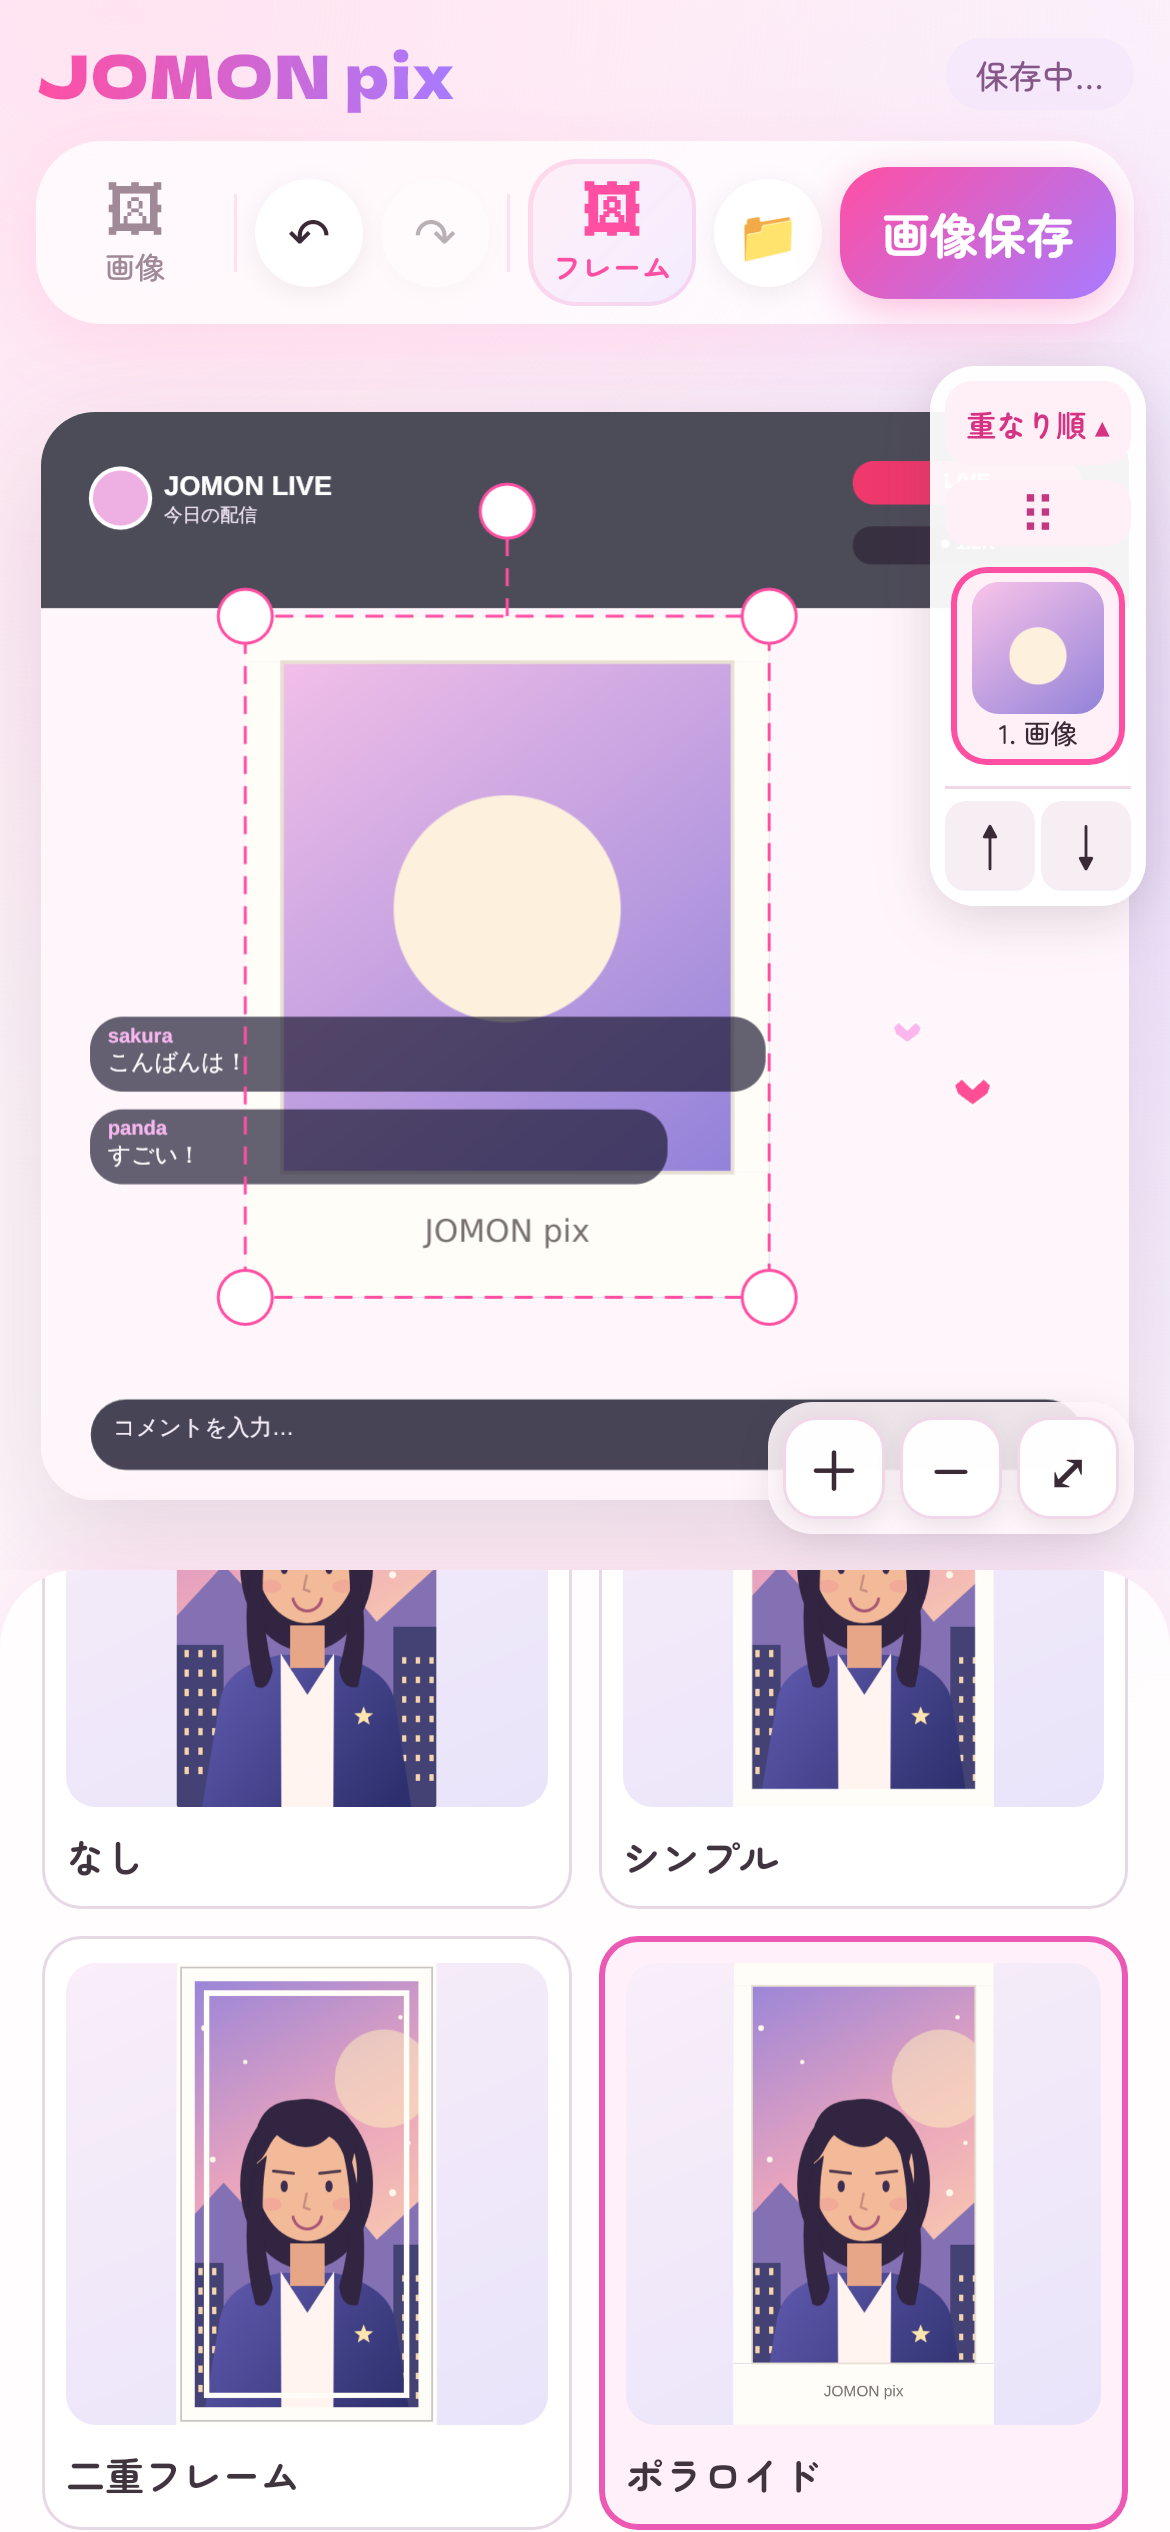 JOMON pix
保存中...
画像
フレーム
画像保存
重なり順 ▲
JOMON LIVE
今日の配信
LIVE
1. 画像
sakura
こんばんは！
panda
すごい！
JOMON pix
コメントを入力...
なし
シンプル
JOMON pix
二重フレーム
ポラロイド